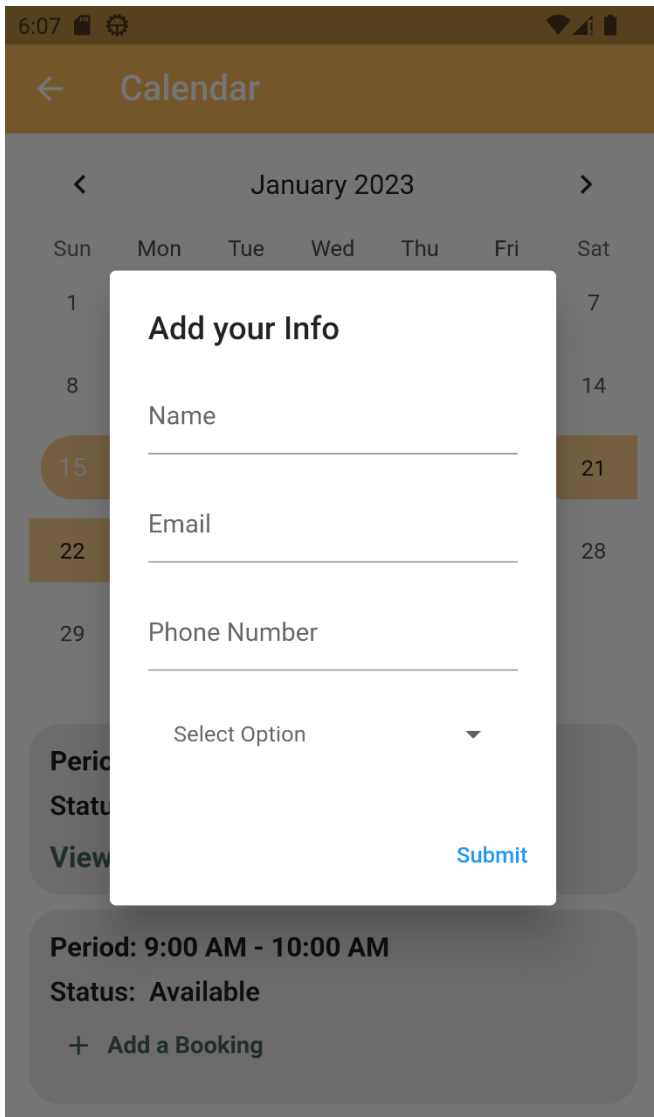 6:07
Calendar
January 2023
Sun Mon Tue Wed Thu Fri Sat
1 7
Add your Info
8 14
Name
15 21
Email
22 28
29
Phone Number
Select Option
Perio
Statu
View
Submit
Period: 9:00 AM - 10:00 AM
Status: Available
+ Add a Booking